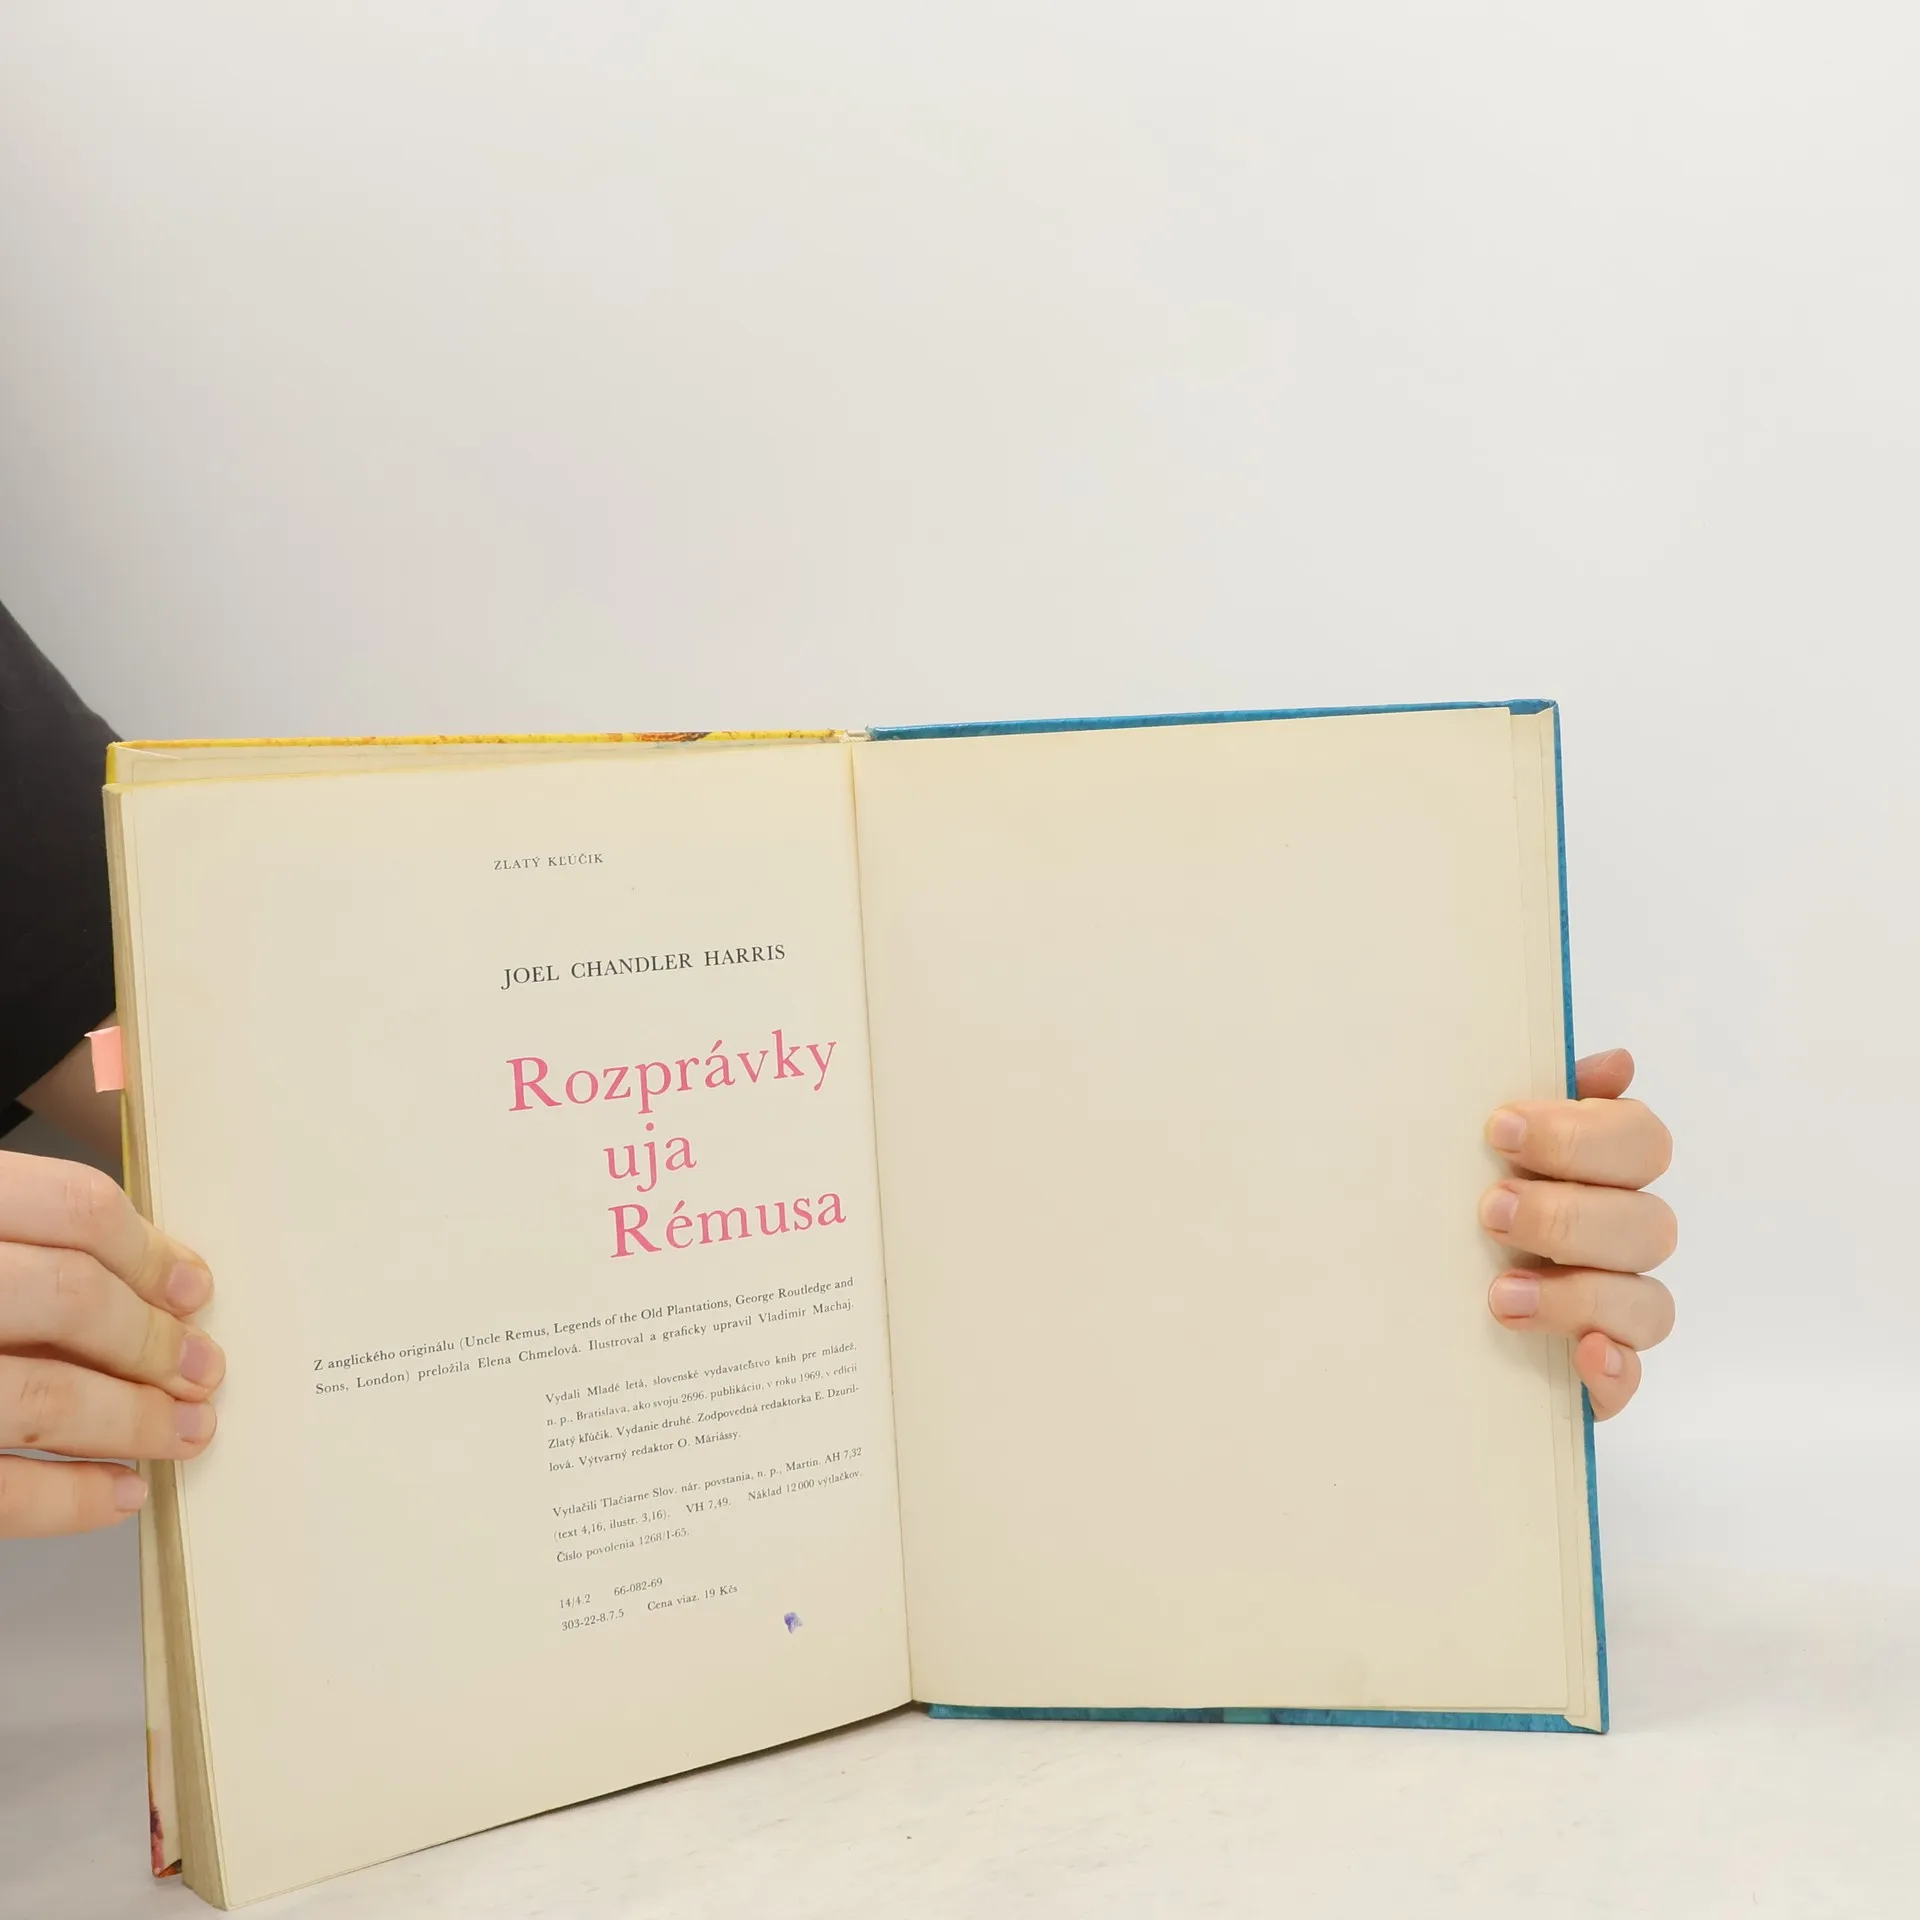 ZLATÝ KĽÚČIK
JOEL CHANDLER HARRIS
Rozprávky
uja
Rémusa
Z anglického originálu (Uncle Remus, Legends of the Old Plantations, George Routledge and
Sons, London) preložila Elena Chmelová. Ilustroval a graficky upravil Vladimír Machaj.
Vydali Mladé letá, slovenské vydavateľstvo kníh pre mládež,
n. p., Bratislava, ako svoju 2696. publikáciu, v roku 1969, v edícii
Zlatý kľúčik. Vydanie druhé. Zodpovedná redaktorka E. Dzuril-
lová. Výtvarný redaktor O. Máriássy.
Vytlačili Tlačiarne Slov. nár. povstania, n. p., Martin. AH 7,32
(text 4,16, ilustr. 3,16). VH 7,49. Náklad 12 000 výtlačkov.
Číslo povolenia 1268/I-65.
14/4.2 66-082-69
303-22-8.7.5 Cena viaz. 19 Kčs